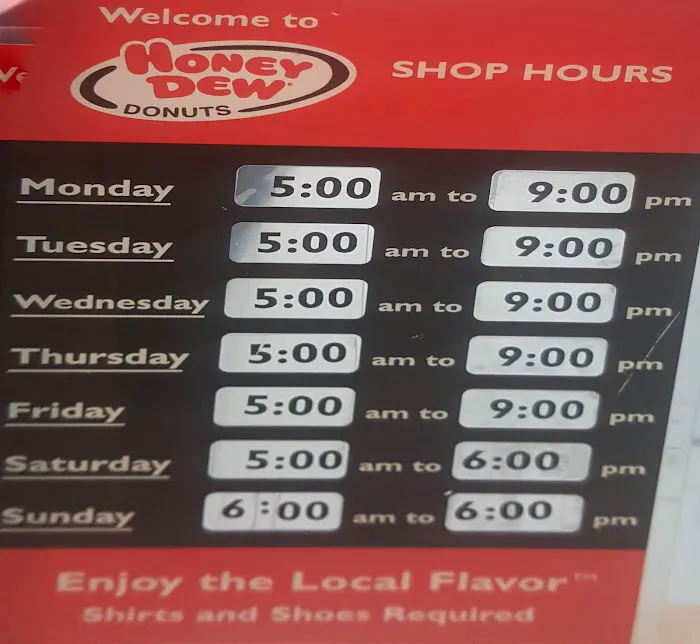 Welcome to
HONEY DEW DONUTS
SHOP HOURS
Monday 5:00 am to 9:00 pm
Tuesday 5:00 am to 9:00 pm
Wednesday 5:00 am to 9:00 pm
Thursday 5:00 am to 9:00 pm
Friday 5:00 am to 9:00 pm
Saturday 5:00 am to 6:00 pm
Sunday 6:00 am to 6:00 pm
Enjoy the Local Flavor™
Shirts and Shoes Required